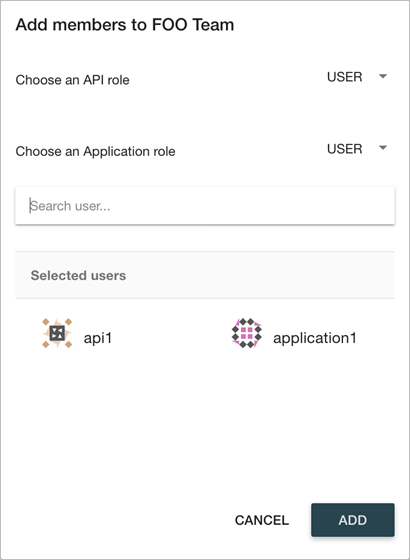 Add members to FOO Team
Choose an API role USER
Choose an Application role USER
Search user...
Selected users
api1 application1
CANCEL ADD